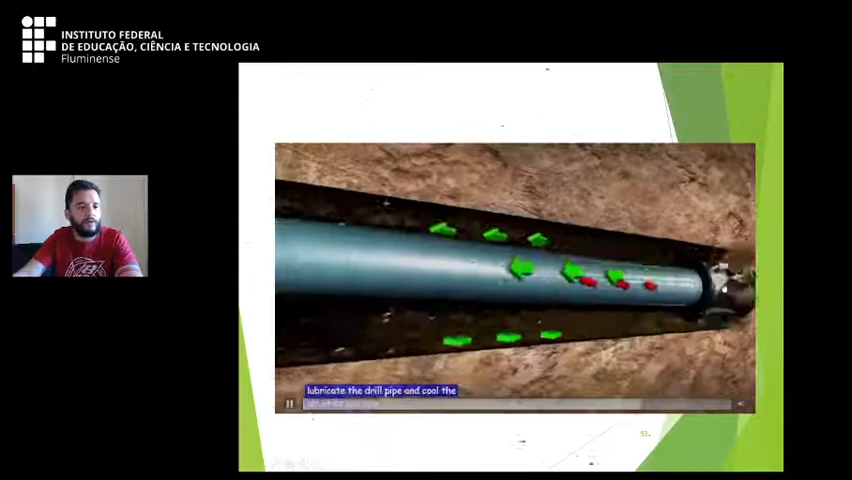 INSTITUTO FEDERAL
DE EDUCAÇÃO, CIÊNCIA E TECNOLOGIA
Fluminense
lubricate the drill pipe and cool the